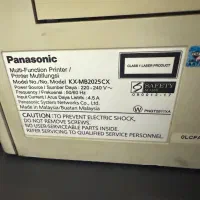 Panasonic
Multi-Function Printer /
Printer Multifungsi
Model No./No. Model : KX-MB2025CX
Power Source / Sumber Daya : 220 - 240 V~
Frequency / Frekuensi : 50/60 Hz
Input Current / Arus Daya Listrik : 4.5 A
Panasonic System Networks Co., Ltd.
Made in Malaysia
CLASS 1 LASER PRODUCT
SAFETY
CAUTION / AWAS :
TO PREVENT ELECTRIC SHOCK,
DO NOT REMOVE SCREWS.
NO USER-SERVICEABLE PARTS INSIDE.
REFER TO QUALIFIED SERVICE PERSONNEL.